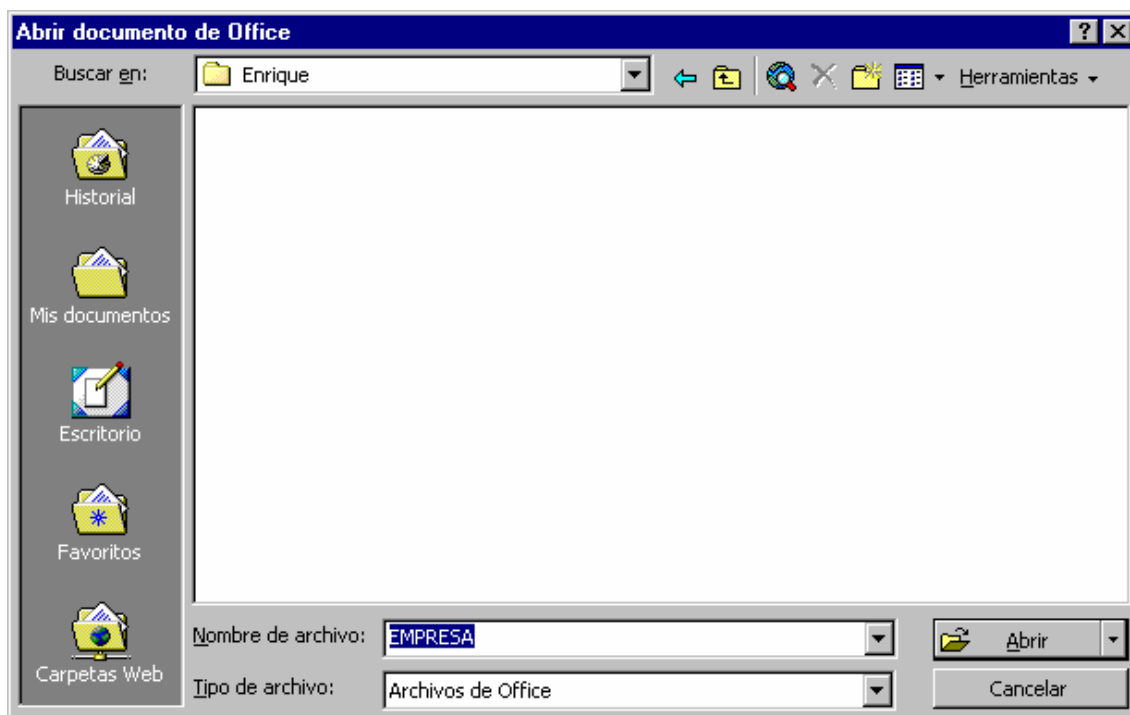 Abrir documento de Office
Buscar en:
Enrique
Herramientas
Historial
Mis documentos
Escritorio
Favoritos
Carpetas Web
Nombre de archivo:
EMPRESA
Abrir
Tipo de archivo:
Archivos de Office
Cancelar